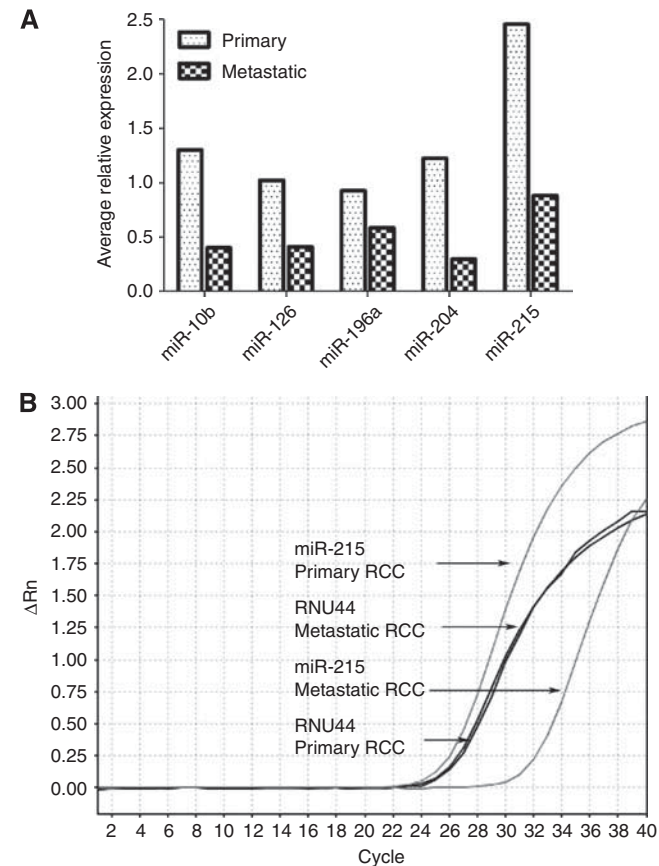 A
Average relative expression
2.5
2.0
1.5
1.0
0.5
0.0
Primary
Metastatic
miR-10b
miR-126
miR-196a
miR-204
miR-215
B
ΔRn
3.00
2.75
2.50
2.25
2.00
1.75
1.50
1.25
1.00
0.75
0.50
0.25
0.00
miR-215
Primary RCC
RNU44
Metastatic RCC
miR-215
Metastatic RCC
RNU44
Primary RCC
2 4 6 8 10 12 14 16 18 20 22 24 26 28 30 32 34 36 38 40
Cycle